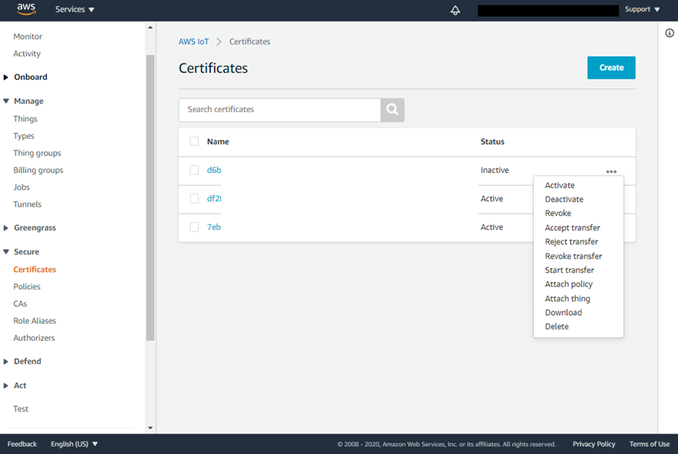 aws
Services
Support
Monitor
Activity
Onboard
Manage
Things
Types
Thing groups
Billing groups
Jobs
Tunnels
Greengrass
Secure
Certificates
Policies
CAs
Role Aliases
Authorizers
Defend
Act
Test
AWS IoT > Certificates
Certificates
Create
Search certificates
Name Status
d6b Inactive
df28 Active
7eb Active
Activate
Deactivate
Revoke
Accept transfer
Reject transfer
Revoke transfer
Start transfer
Attach policy
Attach thing
Download
Delete
Feedback English (US) © 2008 - 2020, Amazon Web Services, Inc. or its affiliates. All rights reserved. Privacy Policy Terms of Use